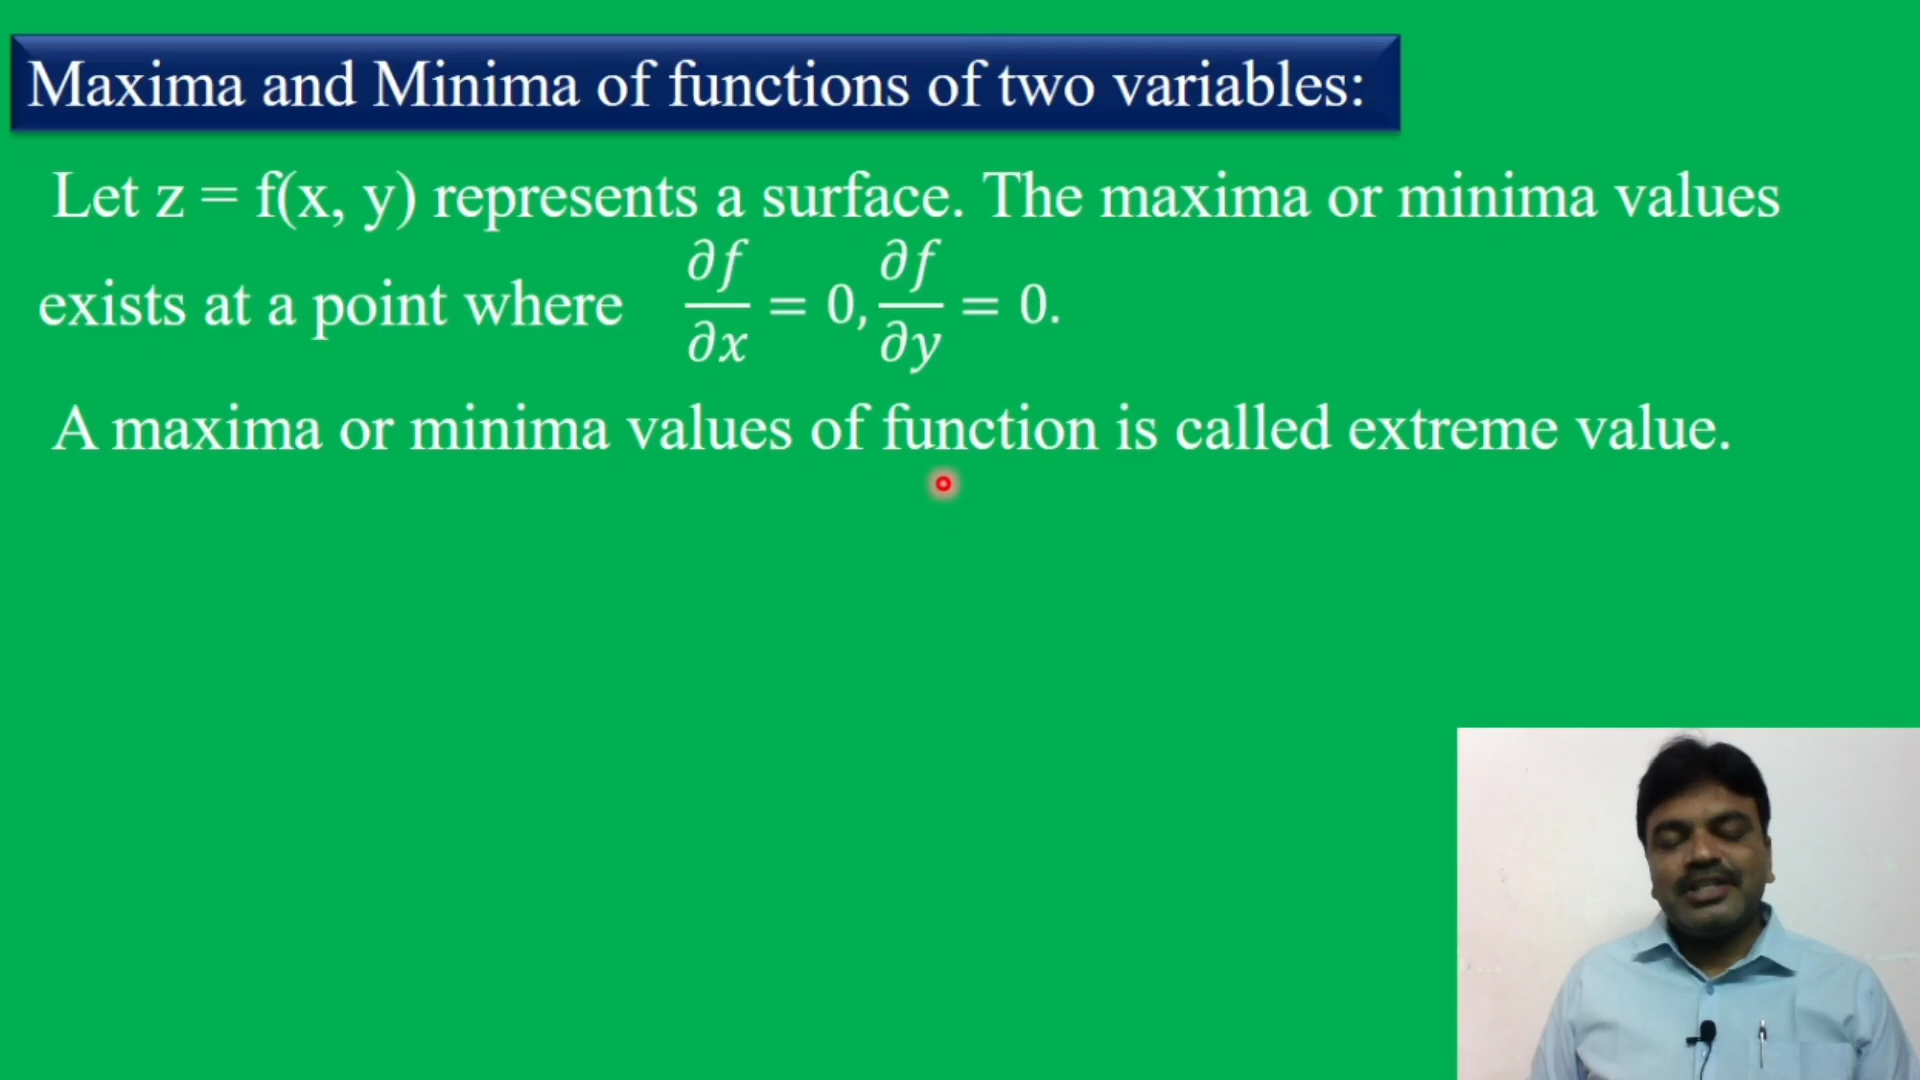 Maxima and Minima of functions of two variables:
Let z = f(x, y) represents a surface. The maxima or minima values
exists at a point where ∂f/∂x = 0, ∂f/∂y = 0.
A maxima or minima values of function is called extreme value.